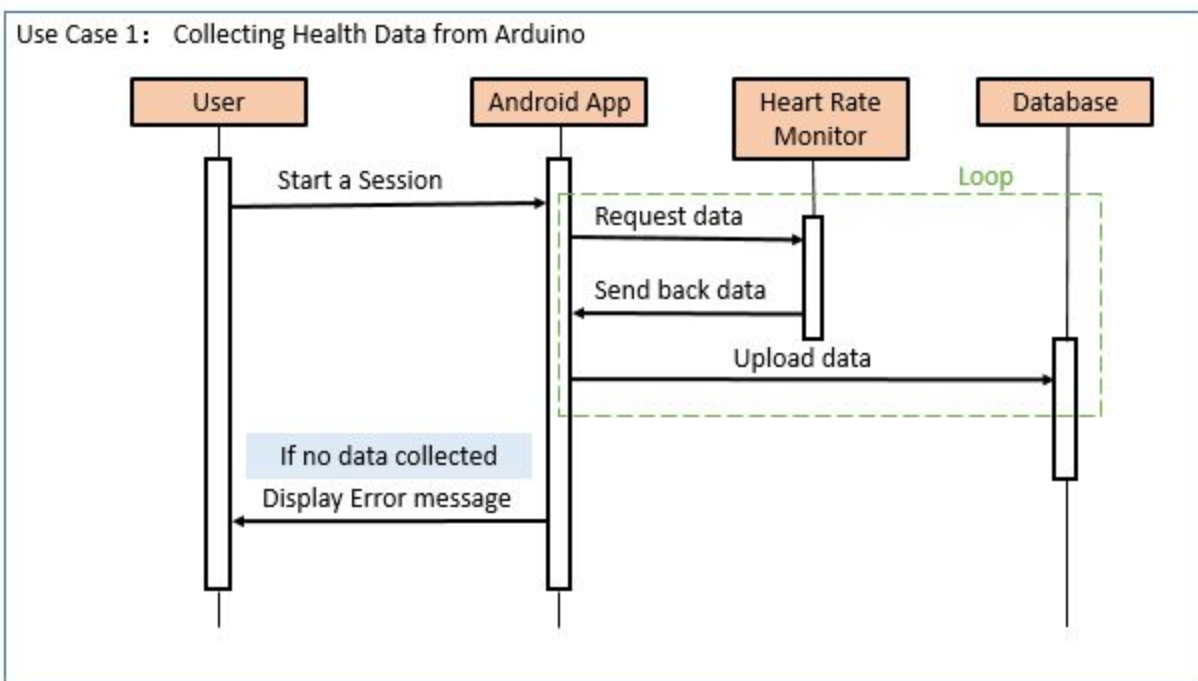 Use Case 1: Collecting Health Data from Arduino
User
Android App
Heart Rate
Monitor
Database
Loop
Start a Session
Request data
Send back data
Upload data
If no data collected
Display Error message